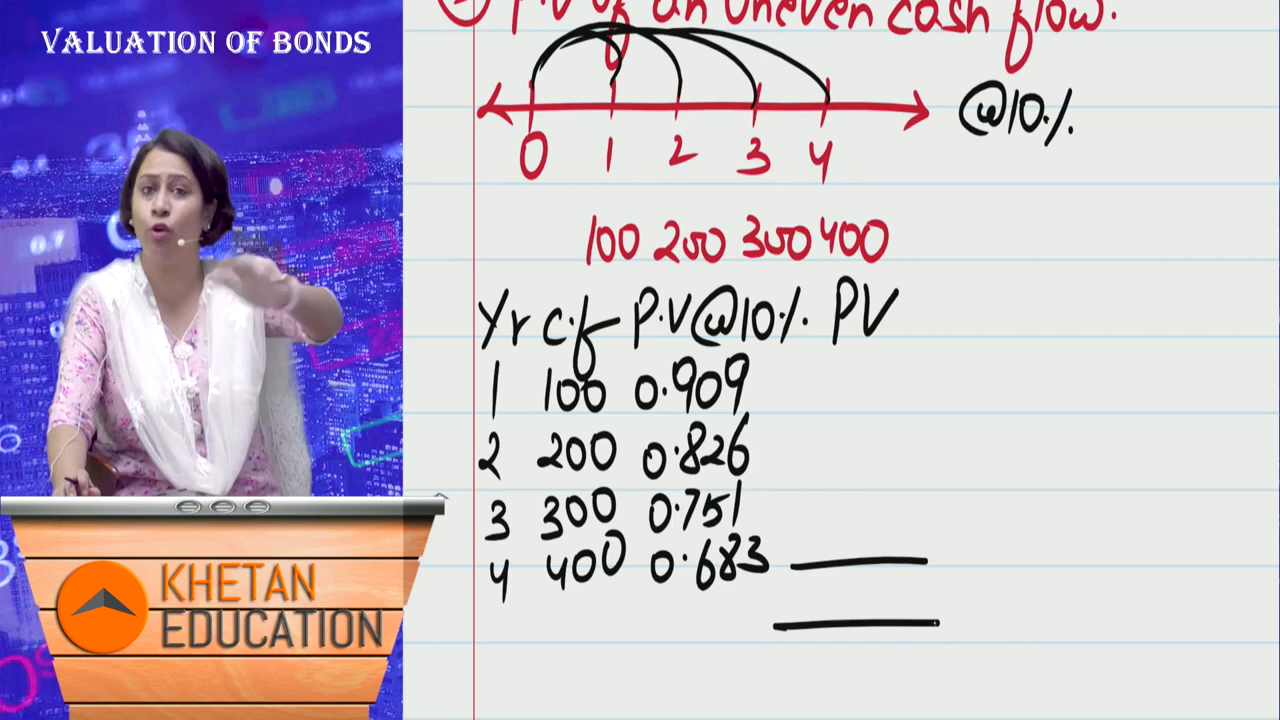 VALUATION OF BONDS
P.V of an Uneven cash flow.
@10%
0 1 2 3 4
100 200 300 400
Yr c.f P.V@10% PV
1 100 0.909
2 200 0.826
3 300 0.751
4 400 0.683
KHETAN
EDUCATION